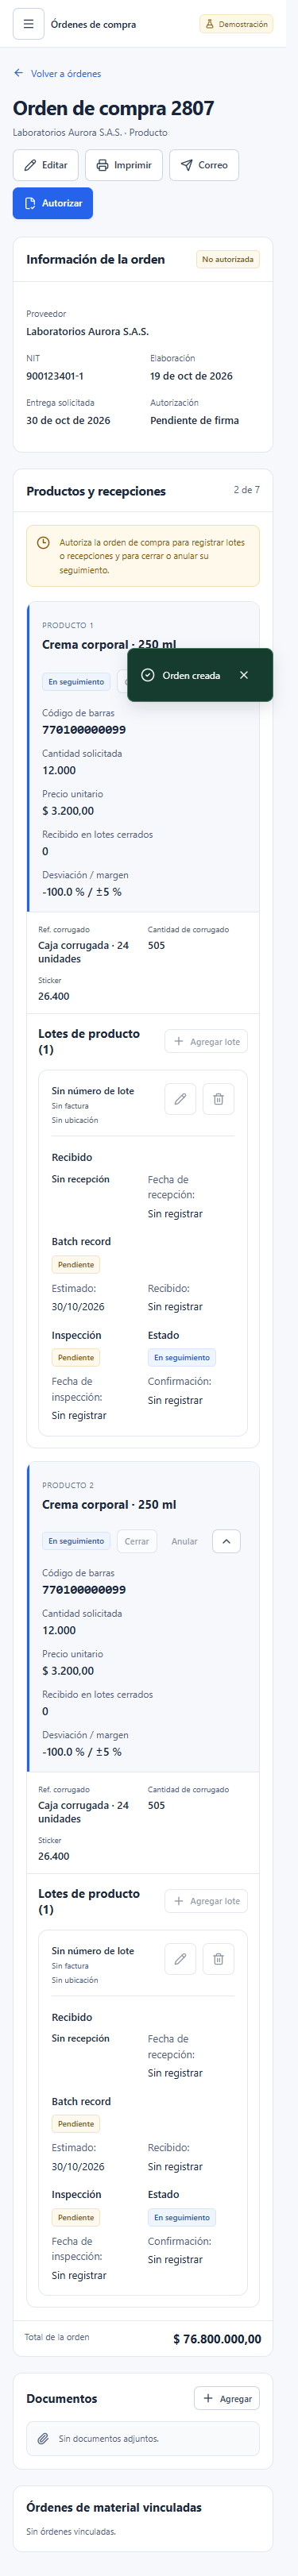 Órdenes de compra
Demostración
Volver a órdenes
Orden de compra 2807
Laboratorios Aurora S.A.S. · Producto
Editar
Imprimir
Correo
Autorizar
Información de la orden
No autorizada
Proveedor
Laboratorios Aurora S.A.S.
NIT
Elaboración
900123401-1
19 de oct de 2026
Entrega solicitada
Autorización
30 de oct de 2026
Pendiente de firma
Productos y recepciones
2 de 7
Autoriza la orden de compra para registrar lotes
o recepciones y para cerrar o anular su
seguimiento.
PRODUCTO 1
Crema corporal · 250 ml
Orden creada
En seguimiento
Código de barras
770100000099
Cantidad solicitada
12.000
Precio unitario
$ 3.200,00
Recibido en lotes cerrados
0
Desviación / margen
-100.0 % / ±5 %
Ref. corrugado
Cantidad de corrugado
Caja corrugada · 24
unidades
505
Sticker
26.400
Lotes de producto
(1)
Agregar lote
Sin número de lote
Sin factura
Sin ubicación
Recibido
Sin recepción
Fecha de
recepción:
Sin registrar
Batch record
Pendiente
Estimado:
Recibido:
30/10/2026
Sin registrar
Inspección
Estado
Pendiente
En seguimiento
Fecha de
inspección:
Confirmación:
Sin registrar
Sin registrar
PRODUCTO 2
Crema corporal · 250 ml
En seguimiento
Cerrar
Anular
Código de barras
770100000099
Cantidad solicitada
12.000
Precio unitario
$ 3.200,00
Recibido en lotes cerrados
0
Desviación / margen
-100.0 % / ±5 %
Ref. corrugado
Cantidad de corrugado
Caja corrugada · 24
unidades
505
Sticker
26.400
Lotes de producto
(1)
Agregar lote
Sin número de lote
Sin factura
Sin ubicación
Recibido
Sin recepción
Fecha de
recepción:
Sin registrar
Batch record
Pendiente
Estimado:
Recibido:
30/10/2026
Sin registrar
Inspección
Estado
Pendiente
En seguimiento
Fecha de
inspección:
Confirmación:
Sin registrar
Sin registrar
Total de la orden
$ 76.800.000,00
Documentos
Agregar
Sin documentos adjuntos.
Órdenes de material vinculadas
Sin órdenes vinculadas.